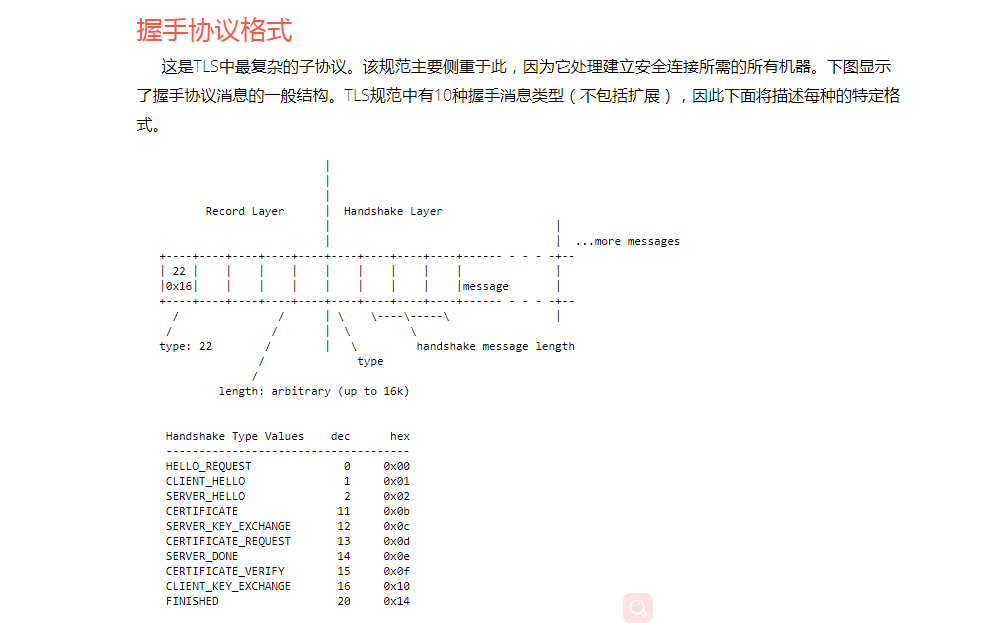 握手协议格式
这是TLS中最复杂的子协议。该规范主要侧重于此，因为它处理建立安全连接所需的所有机器。下图显示
了握手协议消息的一般结构。TLS规范中有10种握手消息类型（不包括扩展），因此下面将描述每种的特定格
式。
|
|
|
Record Layer | Handshake Layer
| |
| | ...more messages
+----+----+----+----+----+----+----+----+----+------ - - - -+--
| 22 | | | | | | | | | |
|0x16| | | | | | | | |message |
+----+----+----+----+----+----+----+----+----+------ - - - -+--
/ / | \ \----\-----\ |
/ / | \ \
type: 22 / | \ handshake message length
/ type
/
length: arbitrary (up to 16k)
Handshake Type Values dec hex
-------------------------------------
HELLO_REQUEST 0 0x00
CLIENT_HELLO 1 0x01
SERVER_HELLO 2 0x02
CERTIFICATE 11 0x0b
SERVER_KEY_EXCHANGE 12 0x0c
CERTIFICATE_REQUEST 13 0x0d
SERVER_DONE 14 0x0e
CERTIFICATE_VERIFY 15 0x0f
CLIENT_KEY_EXCHANGE 16 0x10
FINISHED 20 0x14